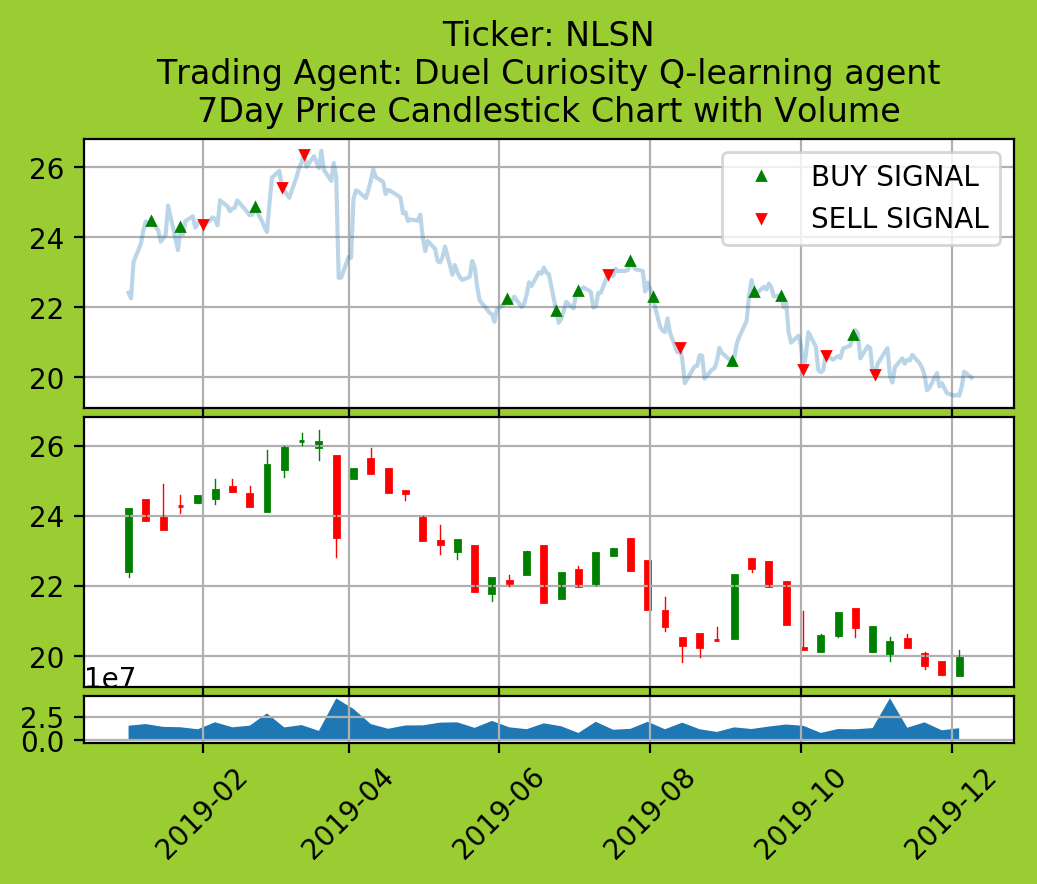 Ticker: NLSN
Trading Agent: Duel Curiosity Q-learning agent
7Day Price Candlestick Chart with Volume
BUY SIGNAL
SELL SIGNAL
26
24
22
20
26
24
22
20
1e7
2.5
0.0
2019-02
2019-04
2019-06
2019-08
2019-10
2019-12